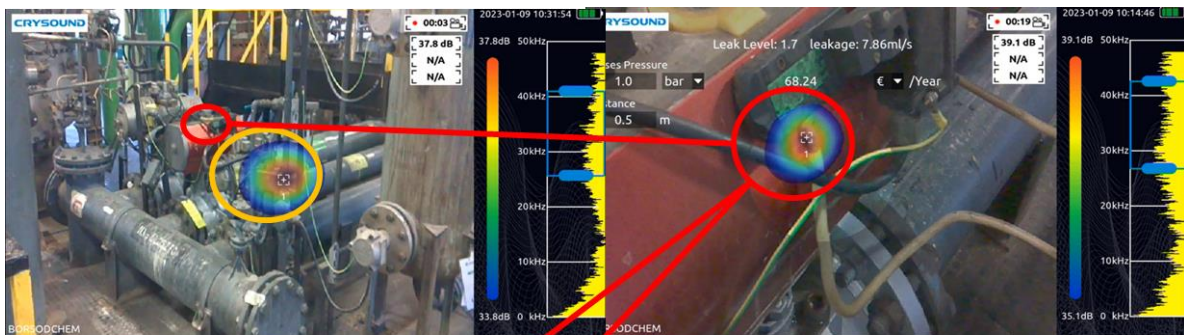 CRYSOUND
00:03
2023-01-09 10:31:54
37.8 dB
N/A
N/A
37.8dB
50kHz
40kHz
30kHz
20kHz
10kHz
33.8dB
0 kHz
1
BORSODCHEM
CRYSOUND
00:19
2023-01-09 10:14:46
Leak Level: 1.7 leakage: 7.86ml/s
39.1 dB
N/A
N/A
39.1dB
50kHz
ses Pressure
1.0 bar
68.24 € /Year
40kHz
stance
0.5 m
30kHz
20kHz
10kHz
35.1dB
0 kHz
1
BORSODCHEM